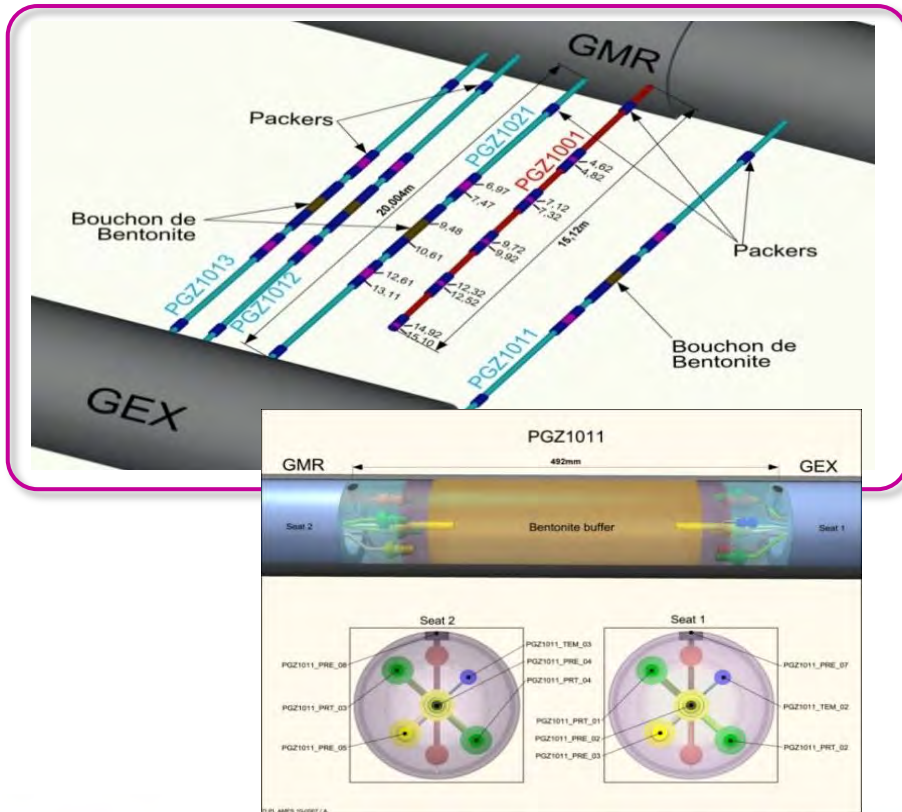 GMR
Packers
PGZ1021
PGZ1001
4,62
4,82
6,97
7,47
7,12
7,32
20,004m
Bouchon de
Bentonite
9,48
10,61
9,72
9,92
15,12m
Packers
12,61
13,11
12,32
12,52
PGZ1013
PGZ1012
14,92
15,10
PGZ1011
Bouchon de
Bentonite
GEX
PGZ1011
GMR
492mm
GEX
Seat 2
Bentonite buffer
Seat 1
Seat 2
Seat 1
PGZ1011_PRE_08
PGZ1011_TEM_03
PGZ1011_PRE_04
PGZ1011_PRT_04
PGZ1011_PRT_03
PGZ1011_PRE_05
PGZ1011_PRE_07
PGZ1011_TEM_02
PGZ1011_PRT_01
PGZ1011_PRE_02
PGZ1011_PRE_03
PGZ1011_PRT_02